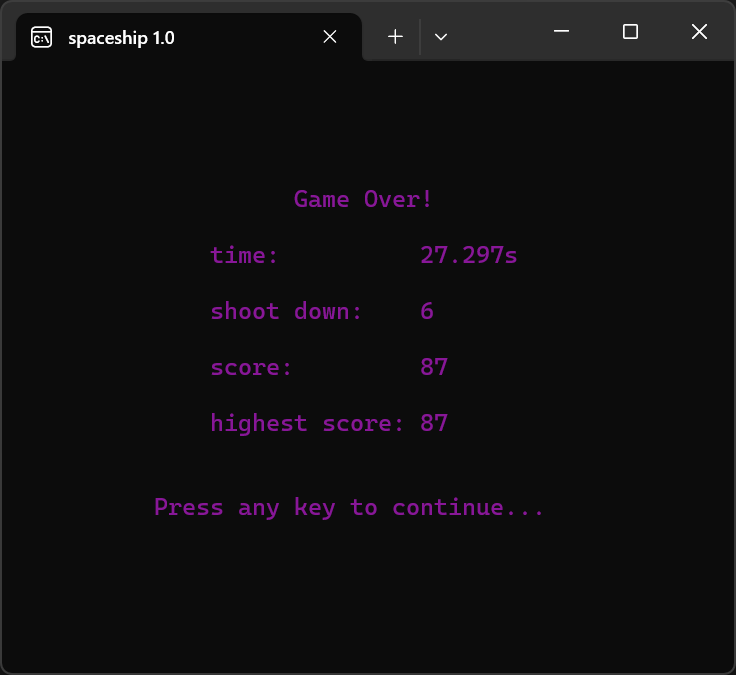 spaceship 1.0
Game Over!
time: 27.297s
shoot down: 6
score: 87
highest score: 87
Press any key to continue...